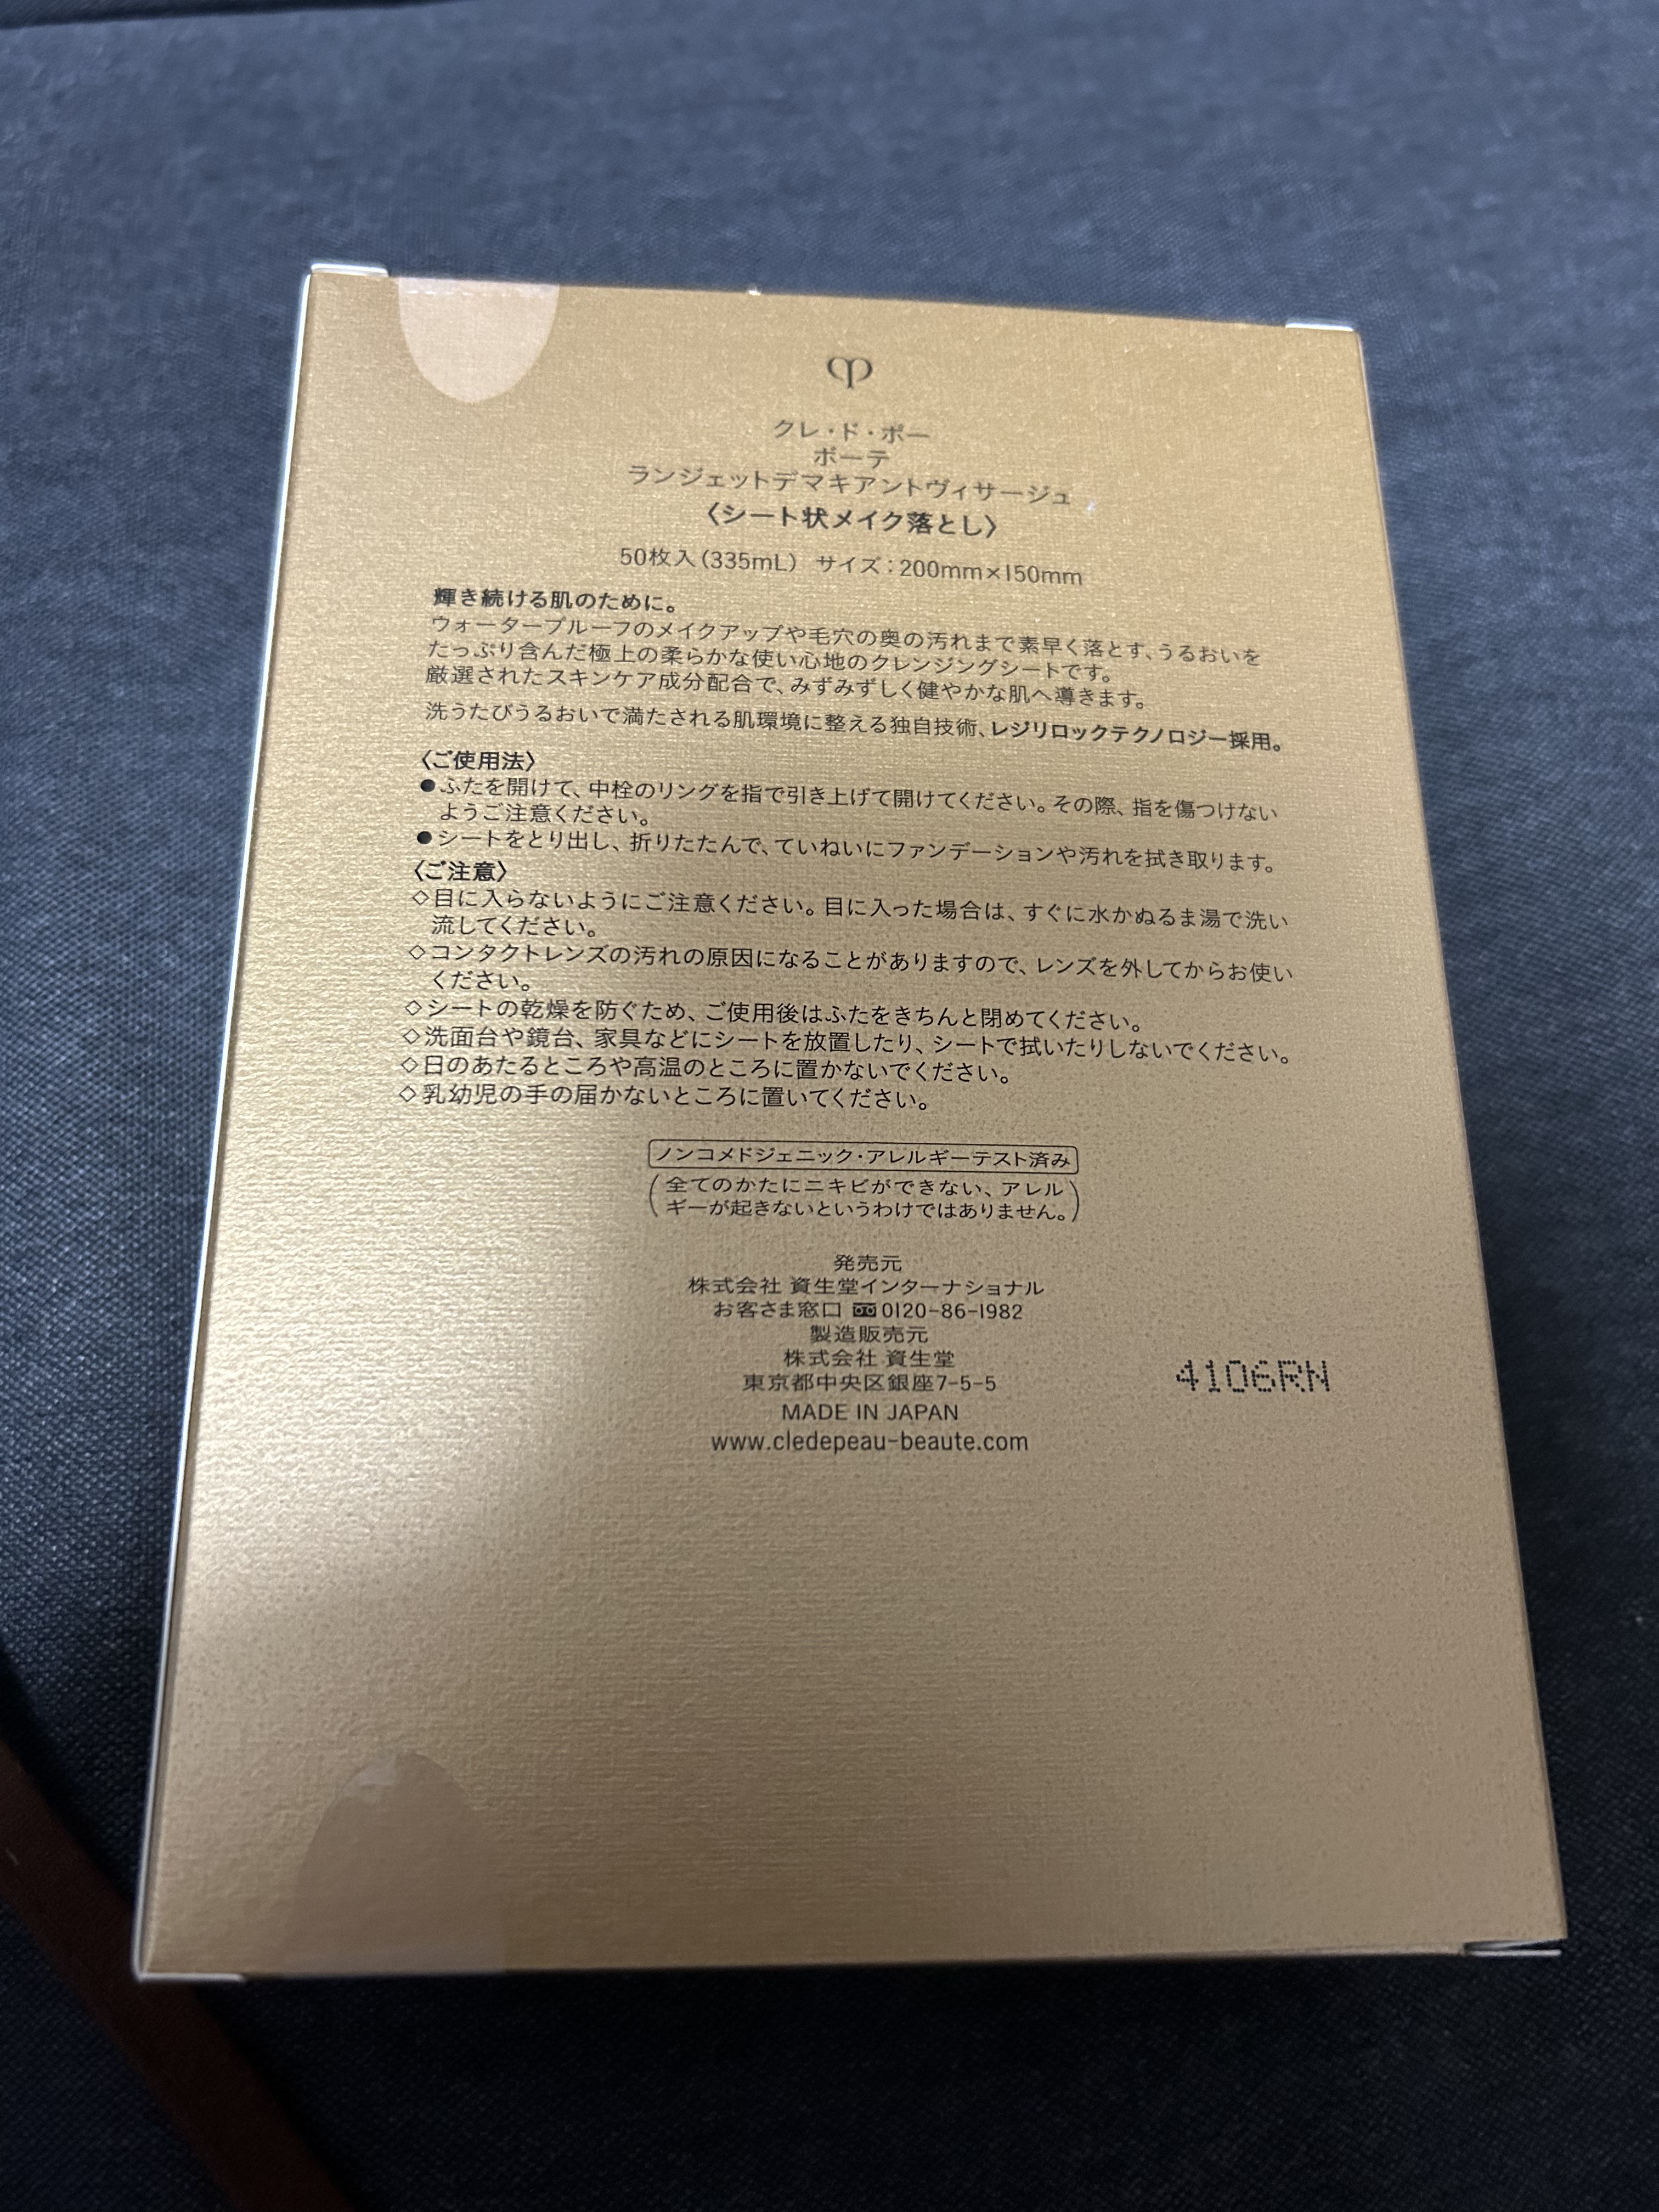 クレ・ド・ポー
ボーテ
ランジェットデマキアントヴィサージュ
〈シート状メイク落とし〉
50枚入（335mL） サイズ：200mm×150mm
輝き続ける肌のために。
ウォータープルーフのメイクアップや毛穴の奥の汚れまで素早く落とす、うるおいを
たっぷり含んだ極上の柔らかな使い心地のクレンジングシートです。
厳選されたスキンケア成分配合で、みずみずしく健やかな肌へ導きます。
洗うたびうるおいで満たされる肌環境に整える独自技術、レジリロックテクノロジー採用。
〈ご使用法〉
●ふたを開けて、中栓のリングを指で引き上げて開けてください。その際、指を傷つけない
ようご注意ください。
●シートをとり出し、折りたたんで、ていねいにファンデーションや汚れを拭き取ります。
〈ご注意〉
◇目に入らないようにご注意ください。目に入った場合は、すぐに水かぬるま湯で洗い
流してください。
◇コンタクトレンズの汚れの原因になることがありますので、レンズを外してからお使い
ください。
◇シートの乾燥を防ぐため、ご使用後はふたをきちんと閉めてください。
◇洗面台や鏡台、家具などにシートを放置したり、シートで拭いたりしないでください。
◇日のあたるところや高温のところに置かないでください。
◇乳幼児の手の届かないところに置いてください。
ノンコメドジェニック・アレルギーテスト済み
（全てのかたにニキビができない、アレル
ギーが起きないというわけではありません。）
発売元
株式会社 資生堂インターナショナル
お客さま窓口 0120-86-1982
製造販売元
株式会社 資生堂
東京都中央区銀座7-5-5
4106RN
MADE IN JAPAN
www.cledepeau-beaute.com